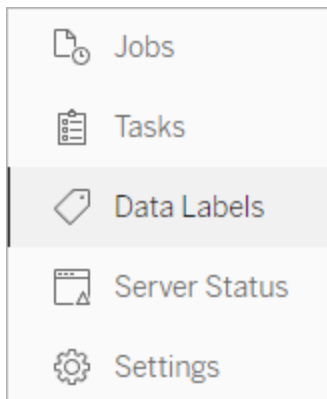 Jobs
Tasks
Data Labels
Server Status
Settings